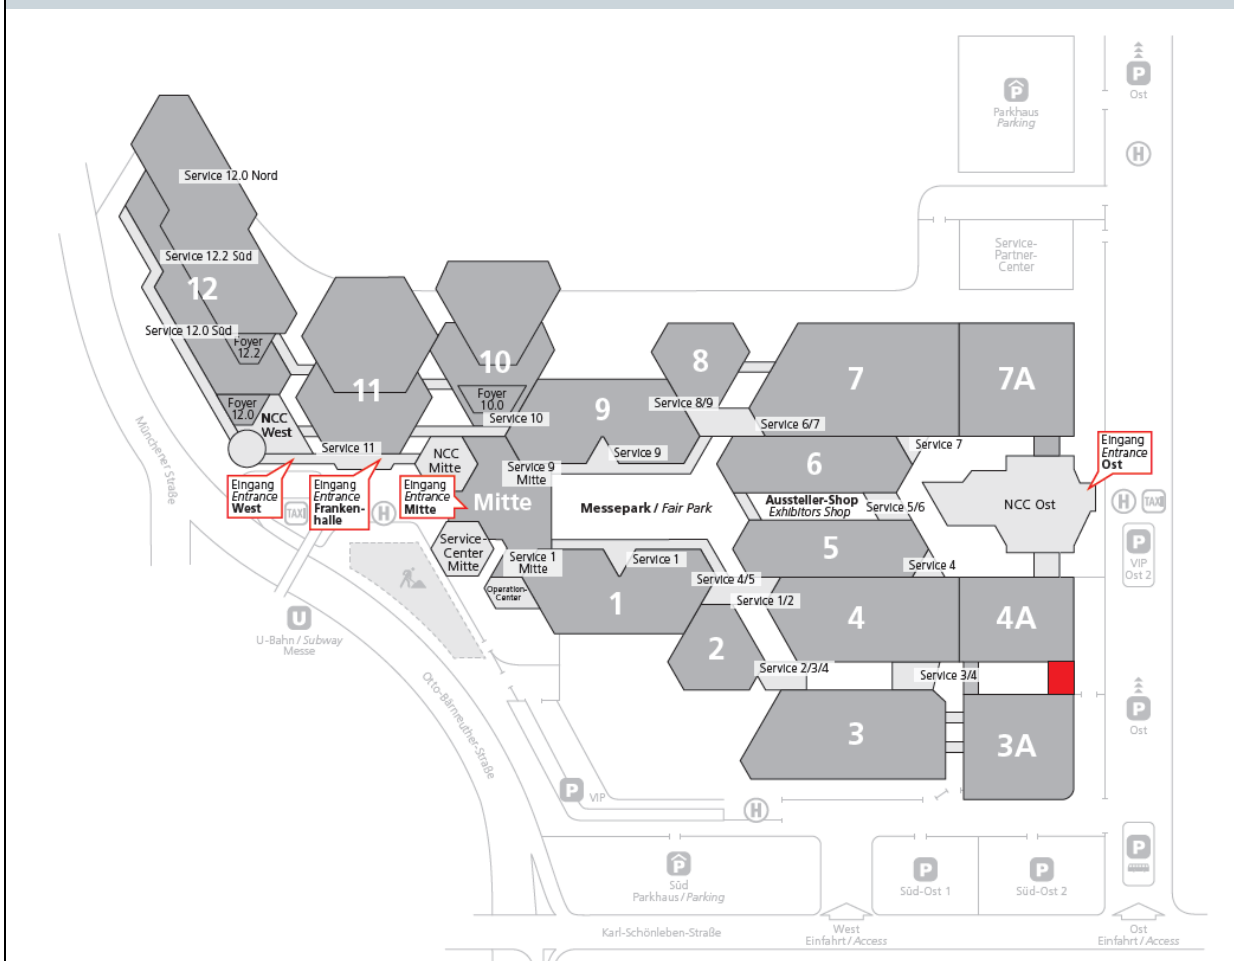 P
Ost
P
Parkhaus
Parking
H
Service 12.0 Nord
Service-
Partner-
Center
Service 12.2 Süd
12
Service 12.0 Süd
Foyer
12.2
10
8
7
7A
11
Foyer
10.0
Foyer
12.0
NCC
West
Service 10
9
Service 8/9
Service 6/7
Service 11
NCC
Mitte
Service 9
Mitte
Service 9
6
Service 7
Eingang
Entrance
Ost
Eingang
Entrance
West
Eingang
Entrance
Franken-
halle
Eingang
Entrance
Mitte
Mitte
Messepark / Fair Park
Aussteller-Shop
Exhibitors Shop
Service 5/6
NCC Ost
H
TAXI
TAXI
H
Münchener Straße
Service-
Center
Mitte
Service 1
Mitte
Service 1
5
Service 4
P
VIP
Ost 2
Operation-
Center
Service 4/5
Service 1/2
1
4
4A
U
U-Bahn / Subway
Messe
2
Service 2/3/4
Service 3/4
Otto-Bärnreuther-Straße
3
3A
P
Ost
P
VIP
H
P
Süd
Parkhaus / Parking
P
Süd-Ost 1
P
Süd-Ost 2
P
Karl-Schönleben-Straße
West
Einfahrt / Access
Ost
Einfahrt / Access